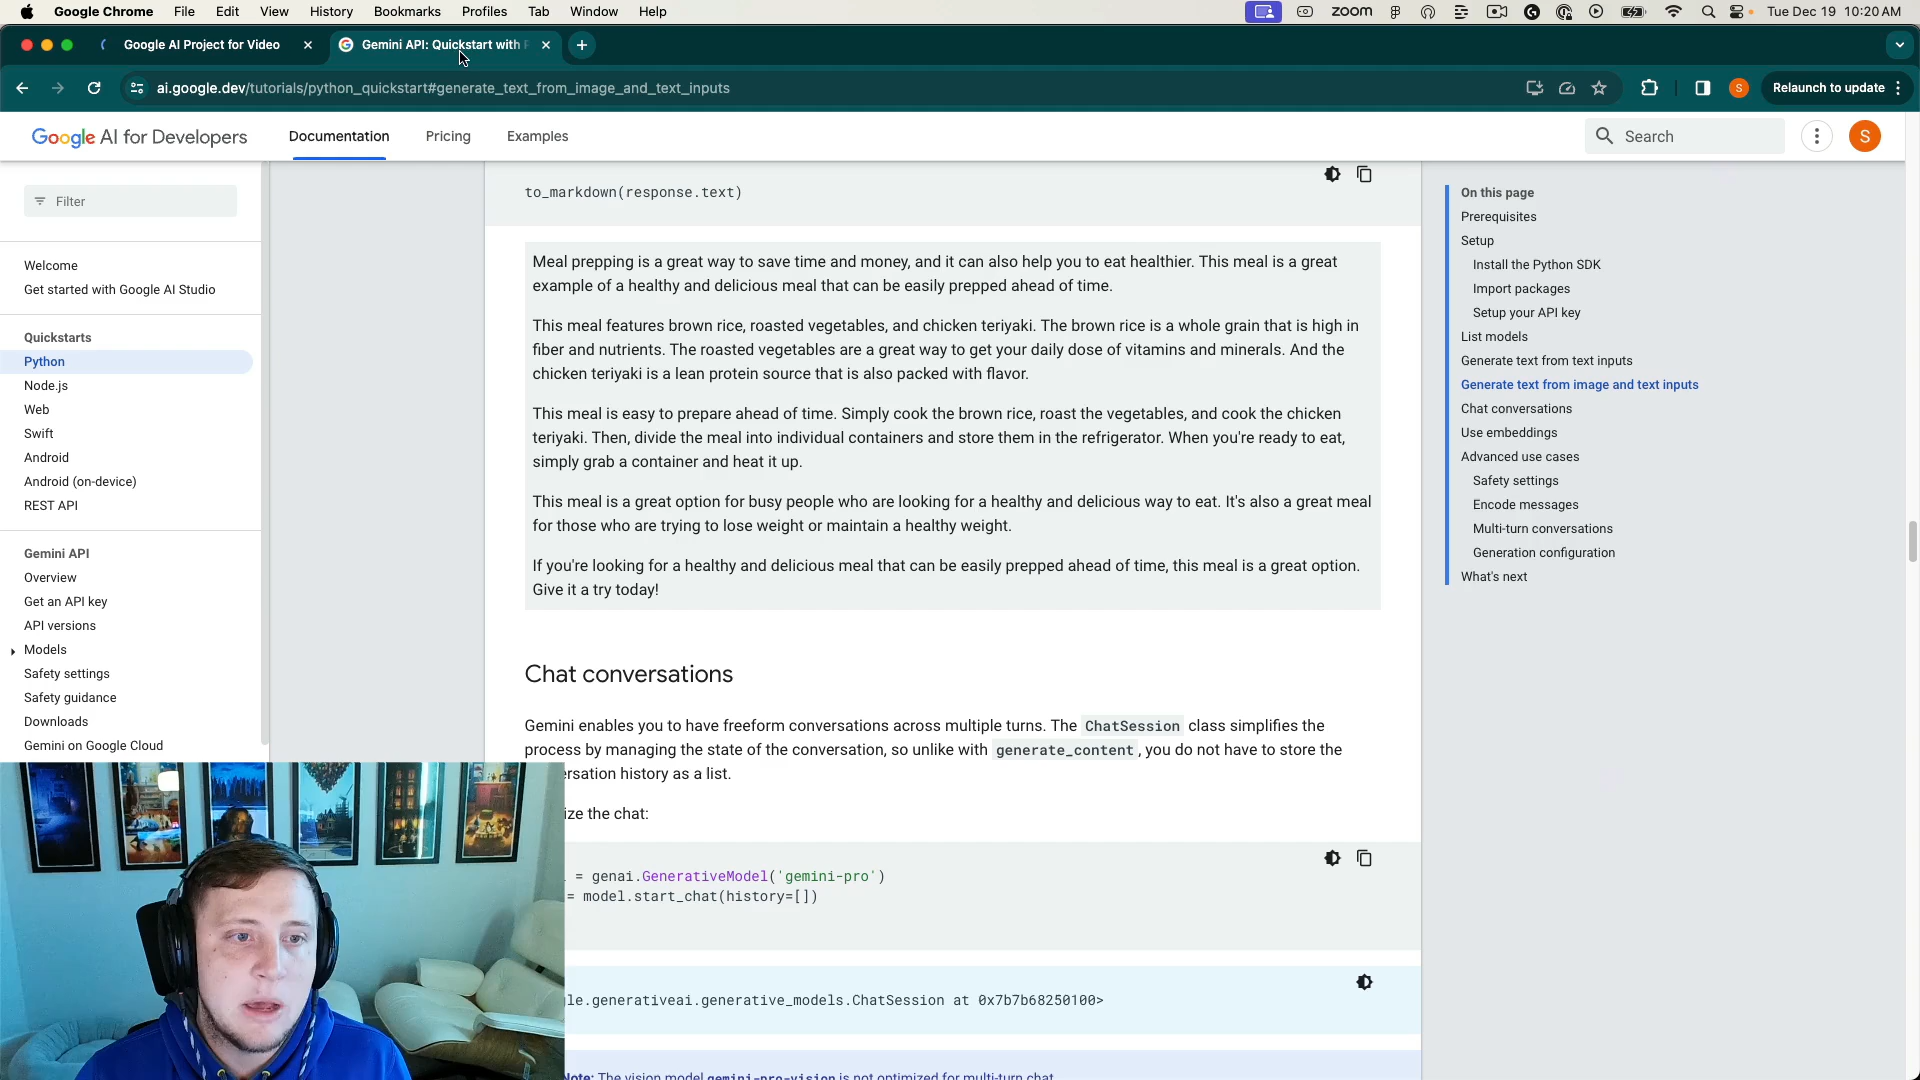 Google Chrome File Edit View History Bookmarks Profiles Tab Window Help zoom Tue Dec 19 10:20 AM
Google AI Project for Video Gemini API: Quickstart with
ai.google.dev/tutorials/python_quickstart#generate_text_from_image_and_text_inputs S Relaunch to update
Google AI for Developers Documentation Pricing Examples Search S
Filter
Welcome
Get started with Google AI Studio
Quickstarts
Python
Node.js
Web
Swift
Android
Android (on-device)
REST API
Gemini API
Overview
Get an API key
API versions
Models
Safety settings
Safety guidance
Downloads
Gemini on Google Cloud
to_markdown(response.text)
Meal prepping is a great way to save time and money, and it can also help you to eat healthier. This meal is a great
example of a healthy and delicious meal that can be easily prepped ahead of time.
This meal features brown rice, roasted vegetables, and chicken teriyaki. The brown rice is a whole grain that is high in
fiber and nutrients. The roasted vegetables are a great way to get your daily dose of vitamins and minerals. And the
chicken teriyaki is a lean protein source that is also packed with flavor.
This meal is easy to prepare ahead of time. Simply cook the brown rice, roast the vegetables, and cook the chicken
teriyaki. Then, divide the meal into individual containers and store them in the refrigerator. When you're ready to eat,
simply grab a container and heat it up.
This meal is a great option for busy people who are looking for a healthy and delicious way to eat. It's also a great meal
for those who are trying to lose weight or maintain a healthy weight.
If you're looking for a healthy and delicious meal that can be easily prepped ahead of time, this meal is a great option.
Give it a try today!
Chat conversations
Gemini enables you to have freeform conversations across multiple turns. The ChatSession class simplifies the
process by managing the state of the conversation, so unlike with generate_content, you do not have to store the
ersation history as a list.
ize the chat:
= genai.GenerativeModel('gemini-pro')
= model.start_chat(history=[])
le.generativeai.generative_models.ChatSession at 0x7b7b68250100>
Note: The vision model gemini-pro-vision is not optimized for multi-turn chat.
On this page
Prerequisites
Setup
Install the Python SDK
Import packages
Setup your API key
List models
Generate text from text inputs
Generate text from image and text inputs
Chat conversations
Use embeddings
Advanced use cases
Safety settings
Encode messages
Multi-turn conversations
Generation configuration
What's next